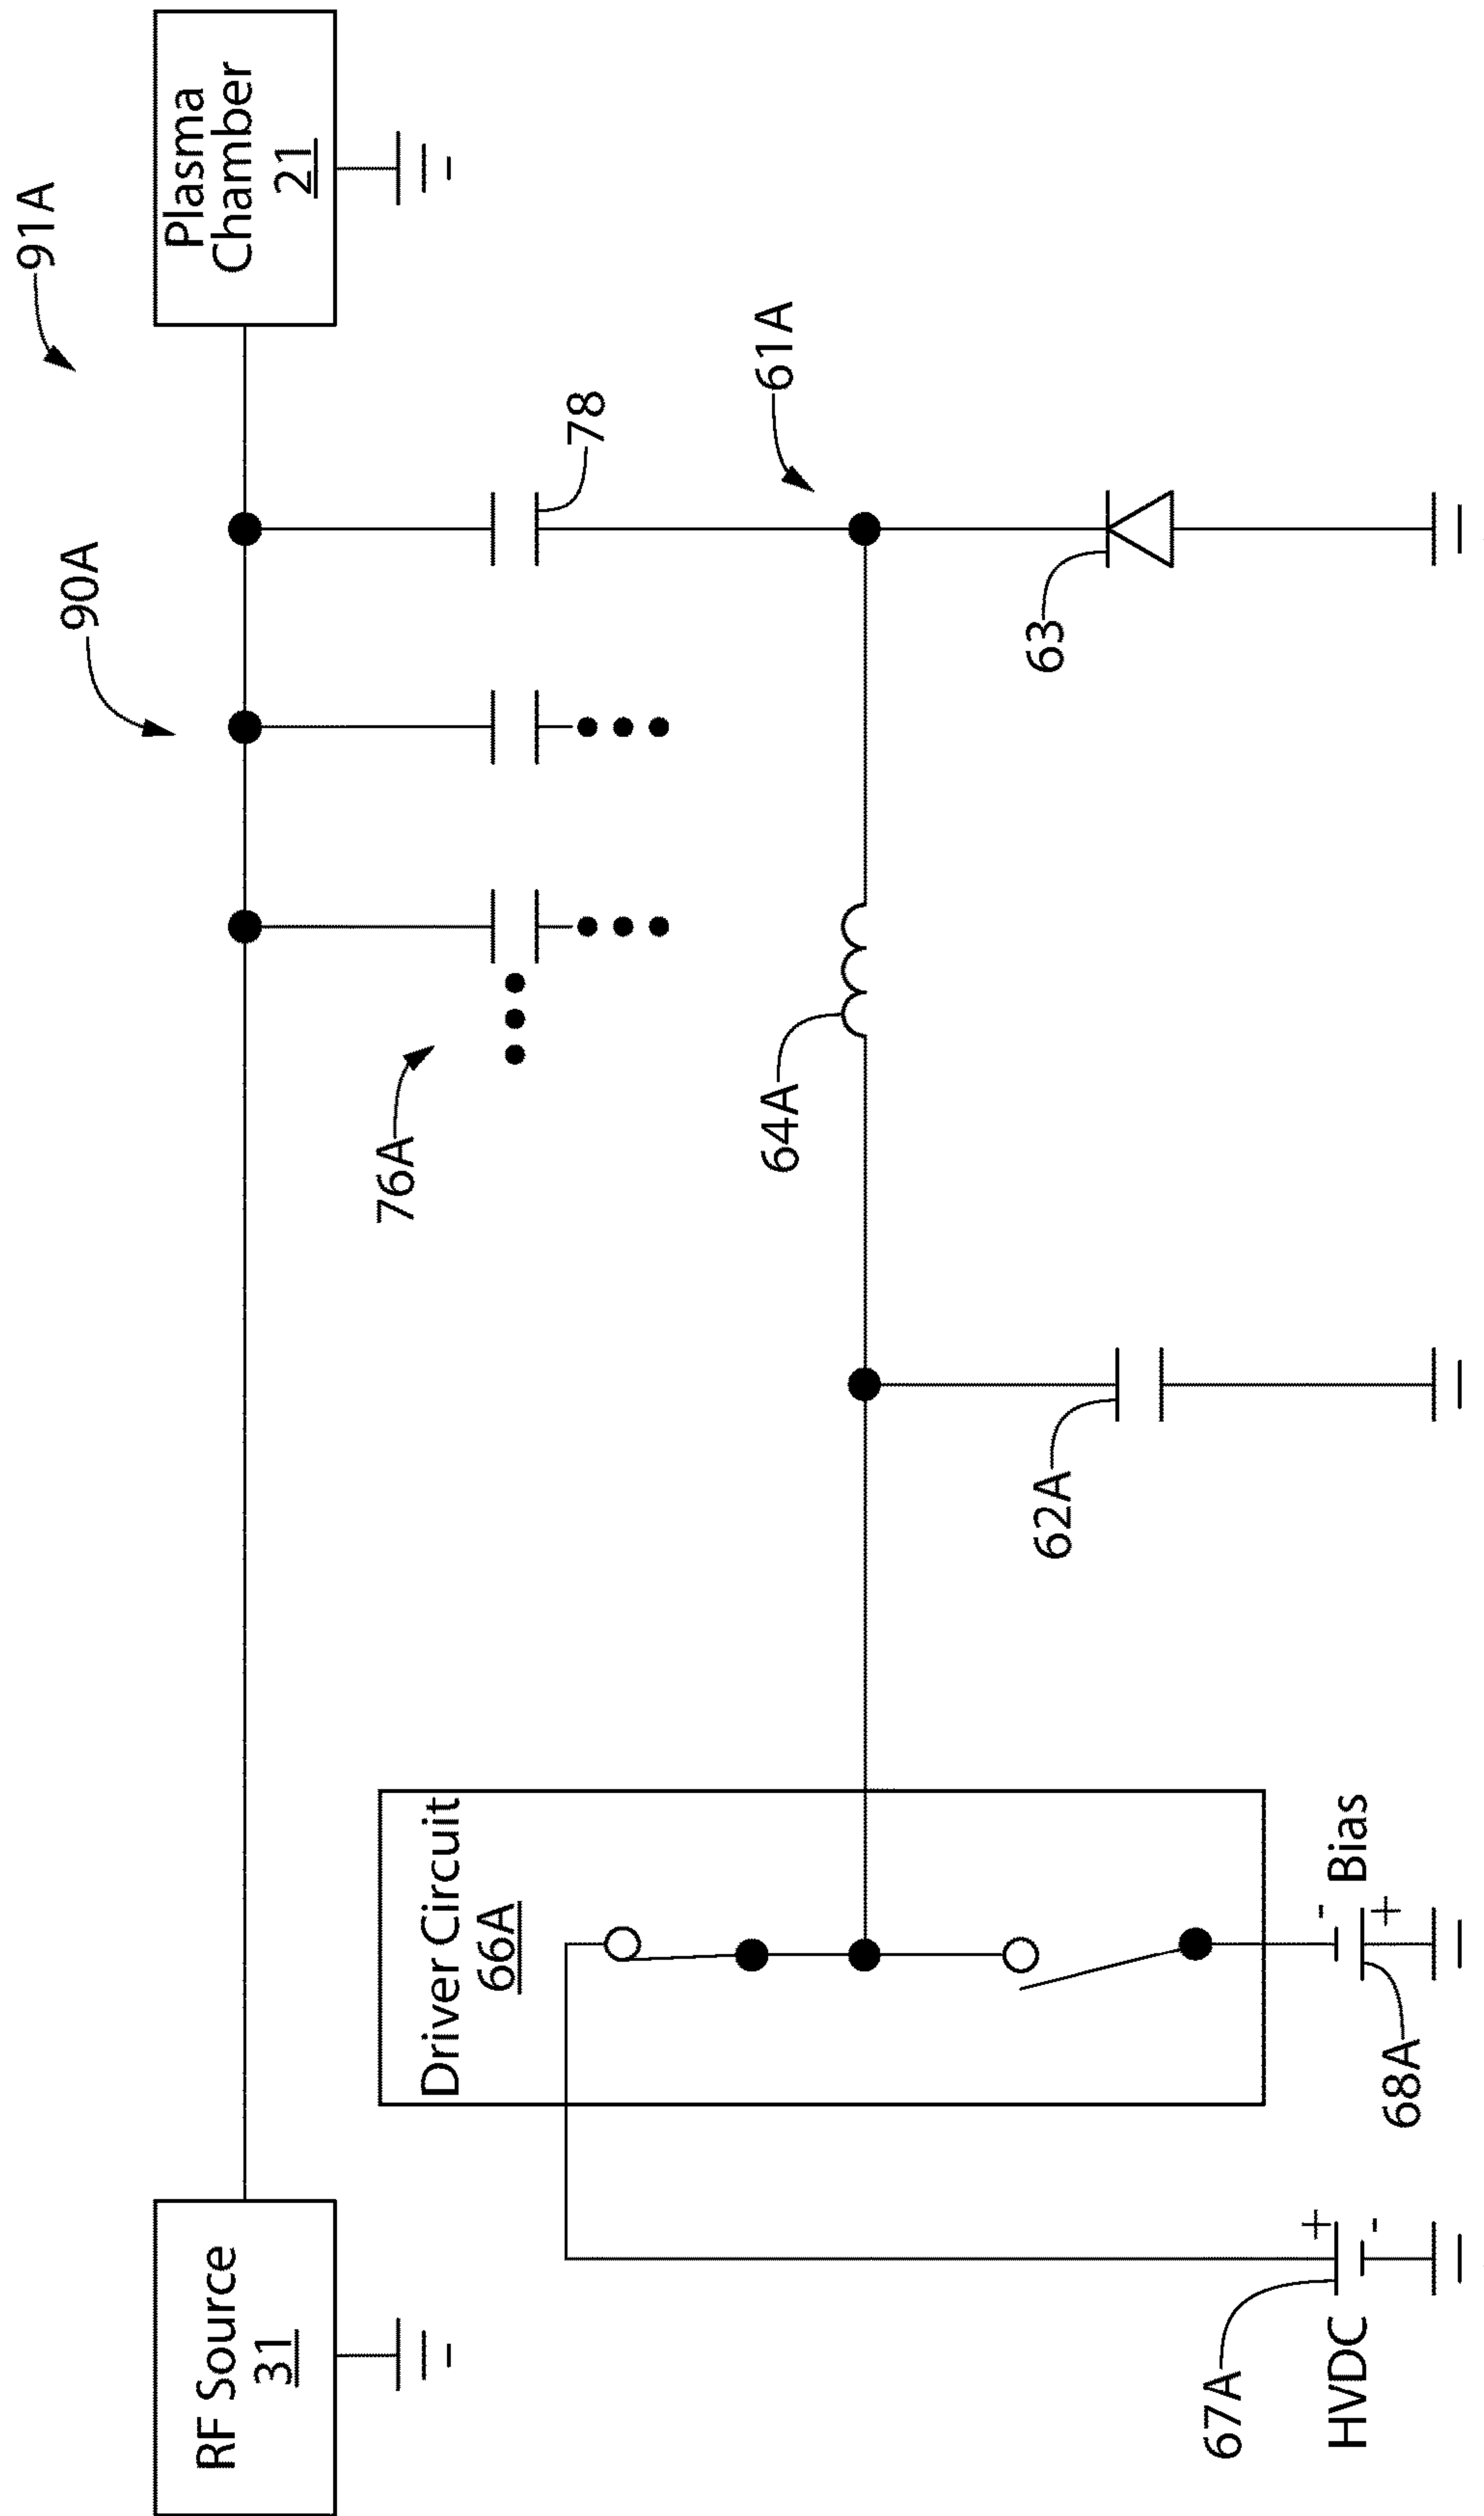 91A
90A
RF Source
31
Plasma
Chamber
21
76A
Driver Circuit
66A
78
61A
64A
63
62A
67A
+
HVDC
-
-
Bias
+
68A